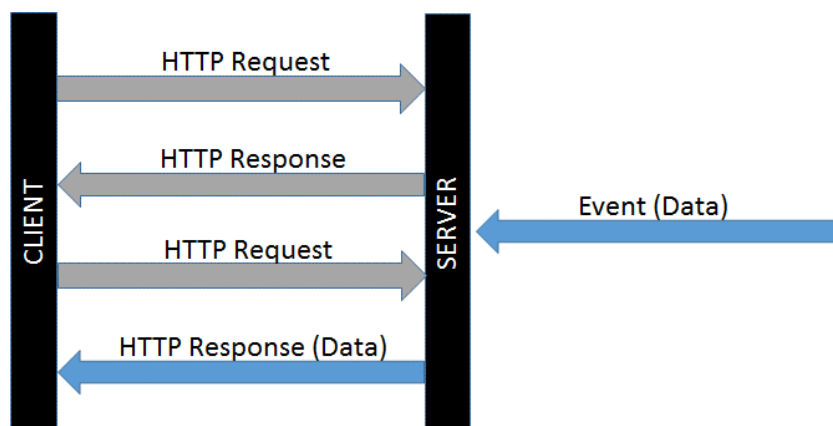 HTTP Request
HTTP Response
HTTP Request
HTTP Response (Data)
CLIENT
SERVER
Event (Data)